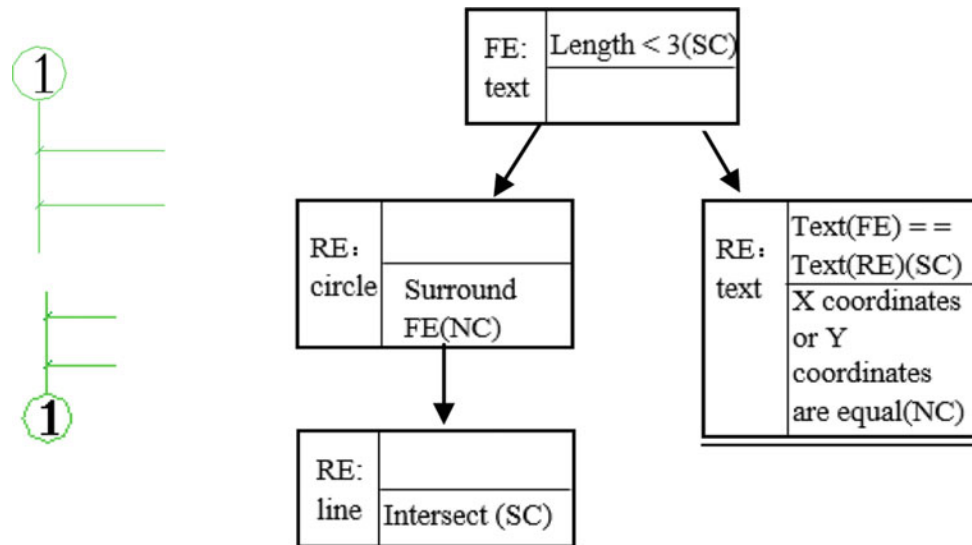 1
1
FE:
text
Length < 3(SC)
RE:
circle
Surround
FE(NC)
RE:
text
Text(FE) = =
Text(RE)(SC)
X coordinates
or Y
coordinates
are equal(NC)
RE:
line
Intersect (SC)